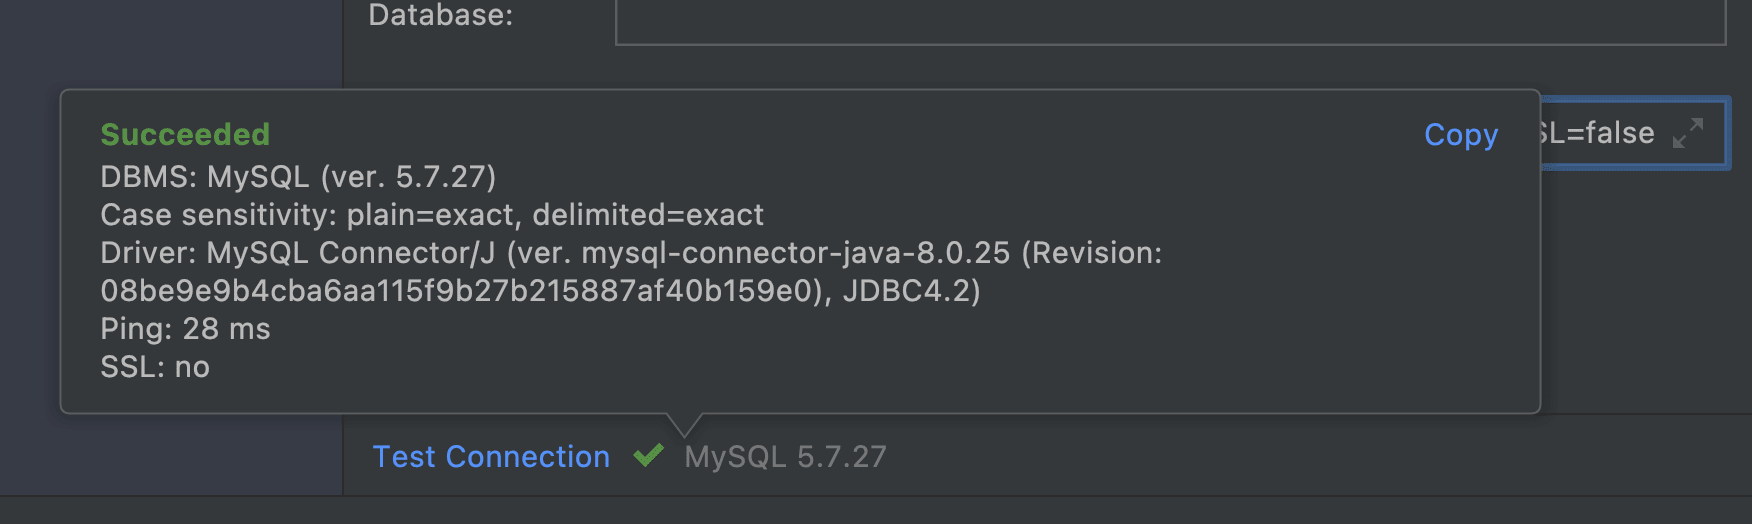 Database:
Succeeded
Copy
SL=false
DBMS: MySQL (ver. 5.7.27)
Case sensitivity: plain=exact, delimited=exact
Driver: MySQL Connector/J (ver. mysql-connector-java-8.0.25 (Revision:
08be9e9b4cba6aa115f9b27b215887af40b159e0), JDBC4.2)
Ping: 28 ms
SSL: no
Test Connection
MySQL 5.7.27